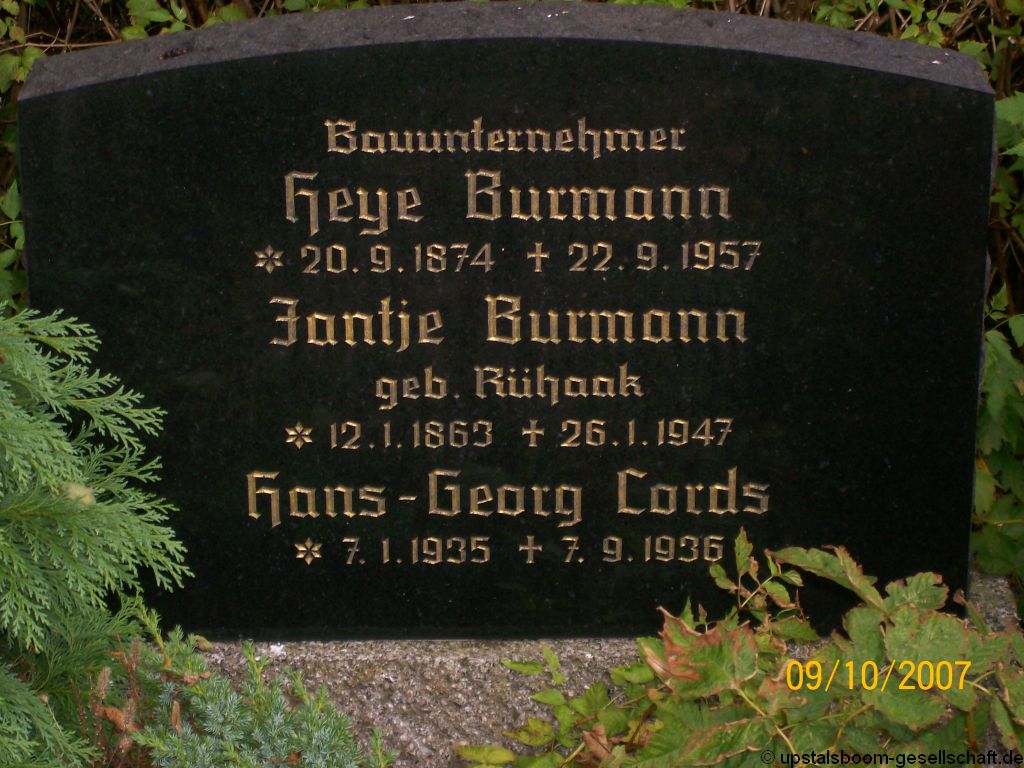 Bauunternehmer
Heye Burmann
* 20. 9. 1874 ✝ 22. 9. 1957
Jantje Burmann
geb. Rühaak
* 12. 1. 1863 ✝ 26. 1. 1947
Hans-Georg Cords
* 7. 1. 1935 ✝ 7. 9. 1936
09/10/2007
© upstalsboom-gesellschaft.de